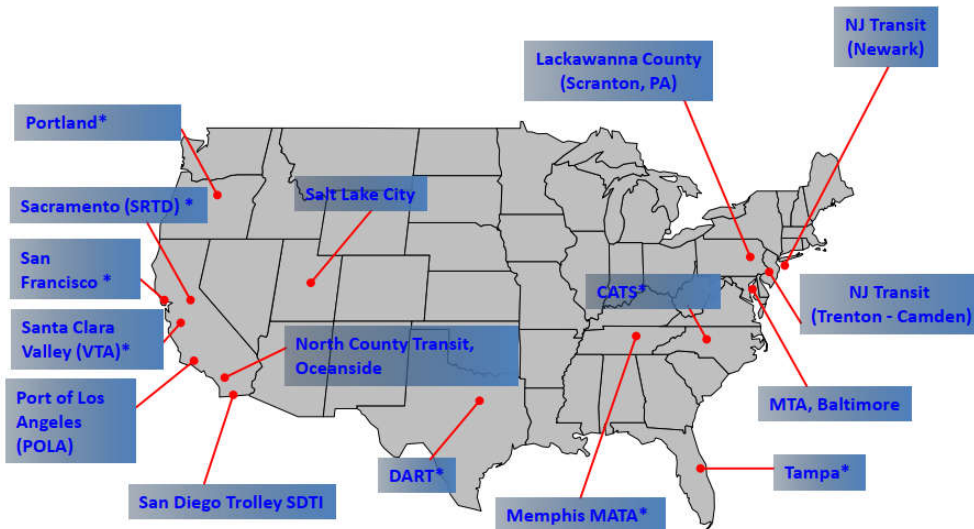 NJ Transit
(Newark)
Lackawanna County
(Scranton, PA)
Portland*
Salt Lake City
Sacramento (SRTD) *
San
Francisco *
CATS*
NJ Transit
(Trenton - Camden)
Santa Clara
Valley (VTA)*
North County Transit,
Oceanside
Port of Los
Angeles
(POLA)
MTA, Baltimore
DART*
Tampa*
San Diego Trolley SDTI
Memphis MATA*